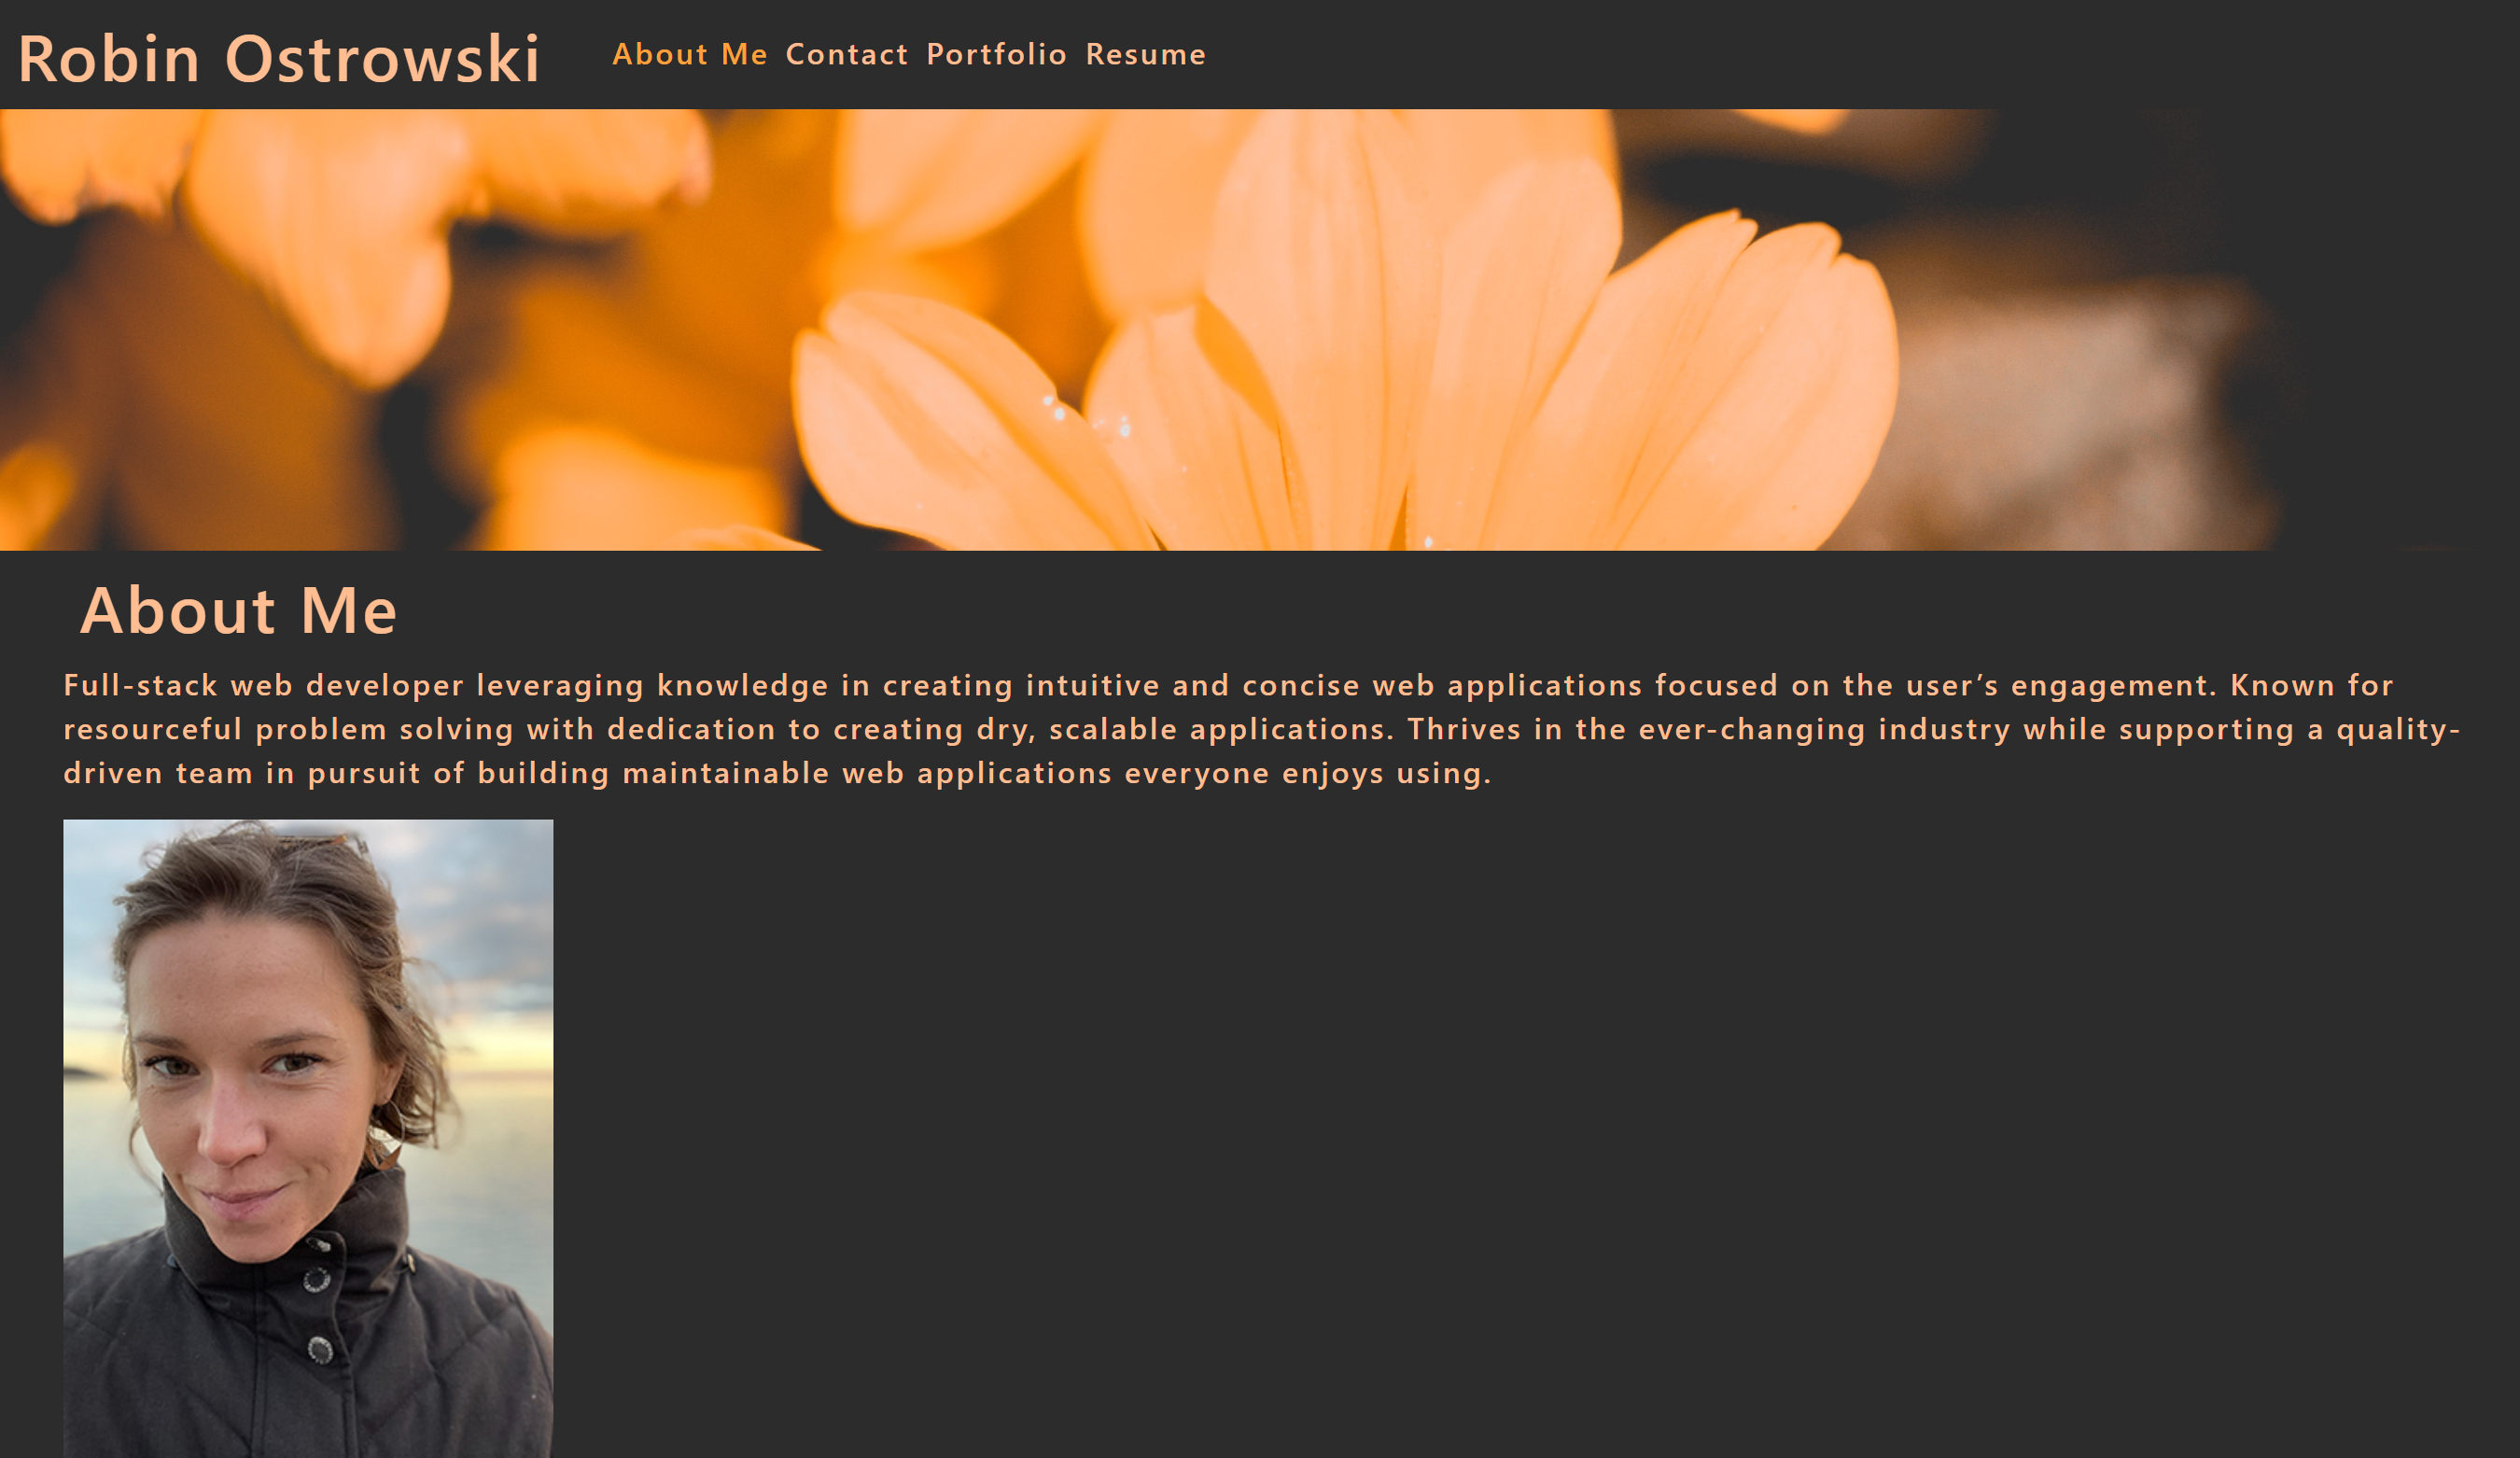 Robin Ostrowski
About Me Contact Portfolio Resume
About Me
Full-stack web developer leveraging knowledge in creating intuitive and concise web applications focused on the user’s engagement. Known for
resourceful problem solving with dedication to creating dry, scalable applications. Thrives in the ever-changing industry while supporting a quality-
driven team in pursuit of building maintainable web applications everyone enjoys using.